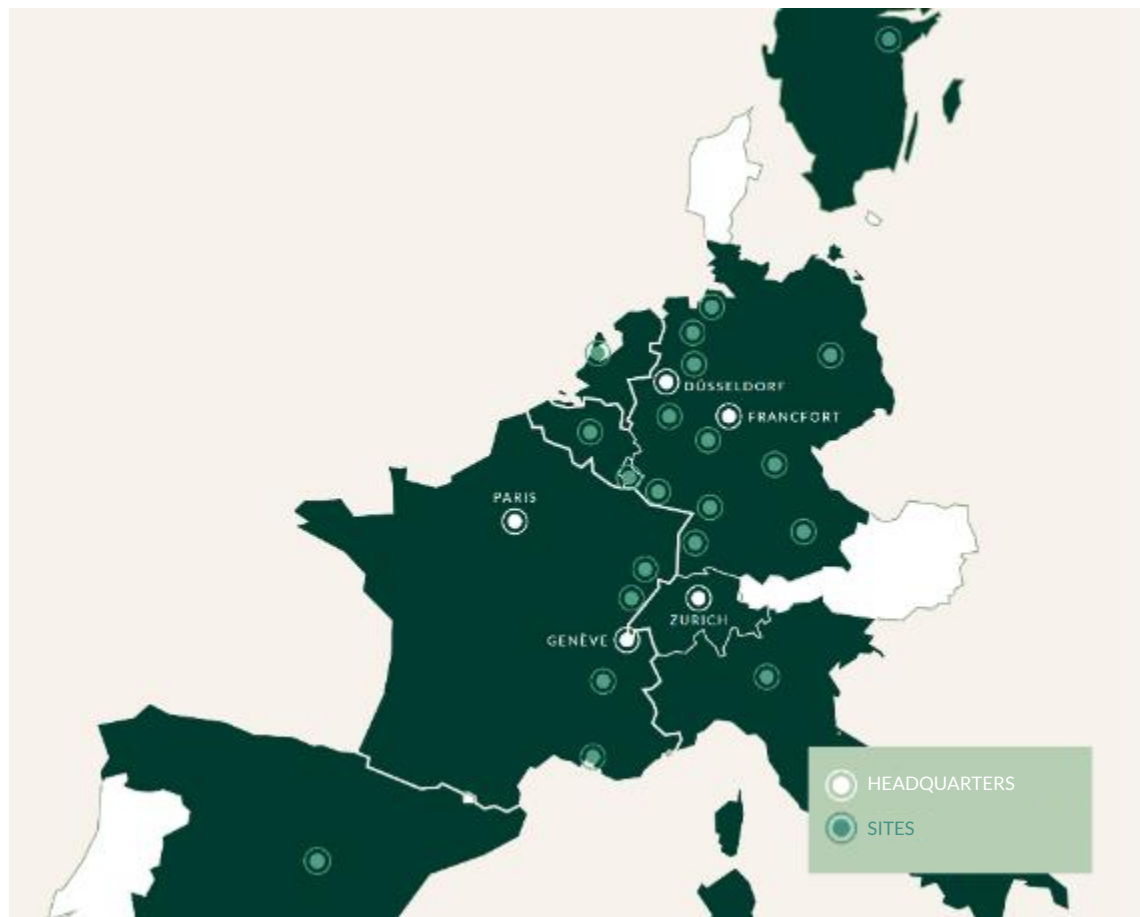 DÜSSELDORF
FRANCFORT
PARIS
ZURICH
GENÈVE
HEADQUARTERS
SITES